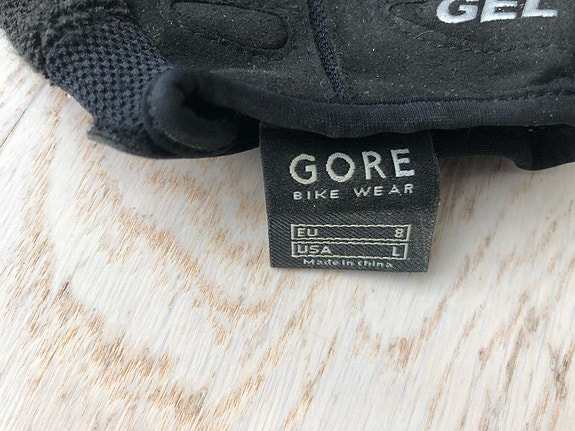 GEL
GORE
BIKE WEAR
EU 8
USA L
Made in China